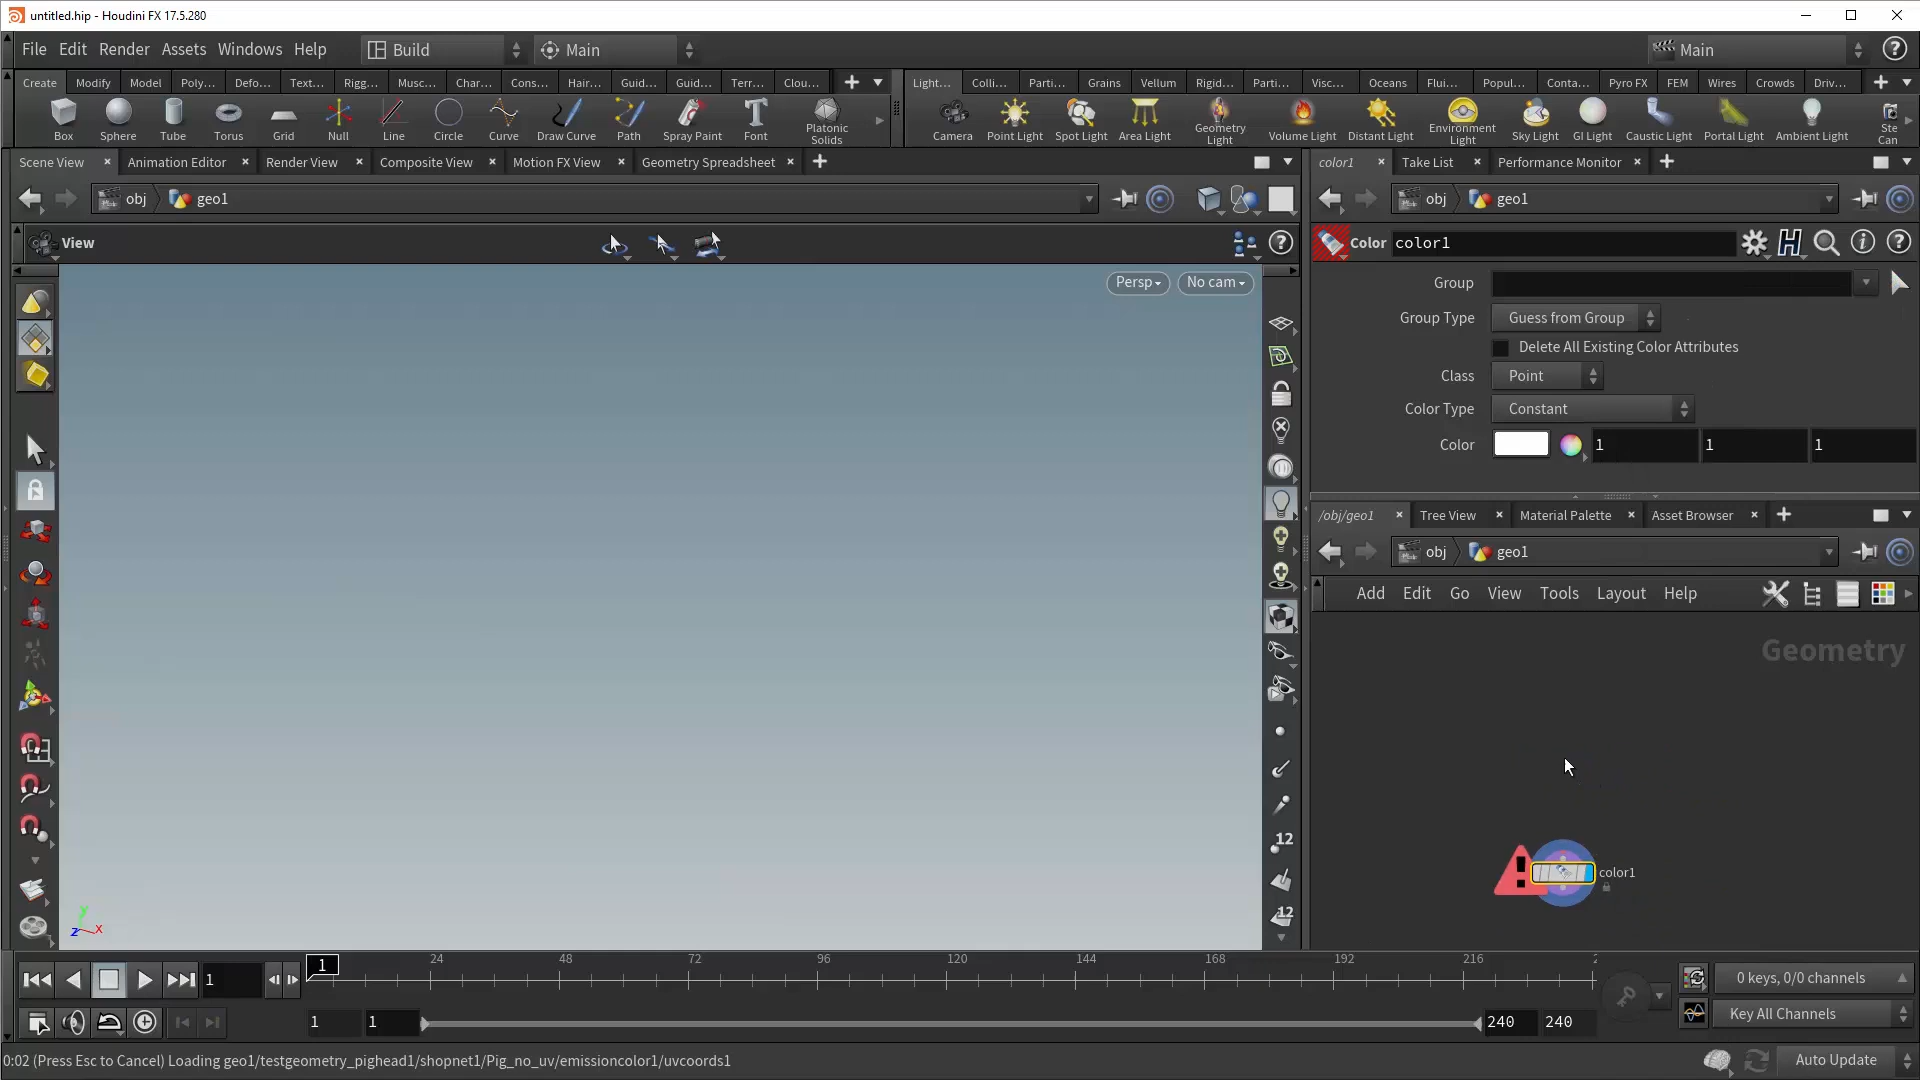 untitled.hip - Houdini FX 17.5.280
File Edit Render Assets Windows Help Build Main Main
Create Modify Model Poly... Defo... Text... Rigg... Musc... Char... Cons... Hair... Guid... Guid... Terr... Clou... Light... Colli... Parti... Grains Vellum Rigid... Parti... Visc... Oceans Flui... Popul... Conta... Pyro FX FEM Wires Crowds Driv...
Box Sphere Tube Torus Grid Null Line Circle Curve Draw Curve Path Spray Paint Font Platonic Solids Camera Point Light Spot Light Area Light Geometry Light Volume Light Distant Light Environment Light Sky Light GI Light Caustic Light Portal Light Ambient Light Ste Can
Scene View Animation Editor Render View Composite View Motion FX View Geometry Spreadsheet
obj geo1
View
Persp No cam
color1 Take List Performance Monitor
obj geo1
Color color1
Group
Group Type Guess from Group
Delete All Existing Color Attributes
Class Point
Color Type Constant
Color 1 1 1
/obj/geo1 Tree View Material Palette Asset Browser
obj geo1
Add Edit Go View Tools Layout Help
Geometry
color1
12
12
z y x
1 1 24 48 72 96 120 144 168 192 216 2
0 keys, 0/0 channels
1 1 240 240
Key All Channels
0:02 (Press Esc to Cancel) Loading geo1/testgeometry_pighead1/shopnet1/Pig_no_uv/emissioncolor1/uvcoords1
Auto Update